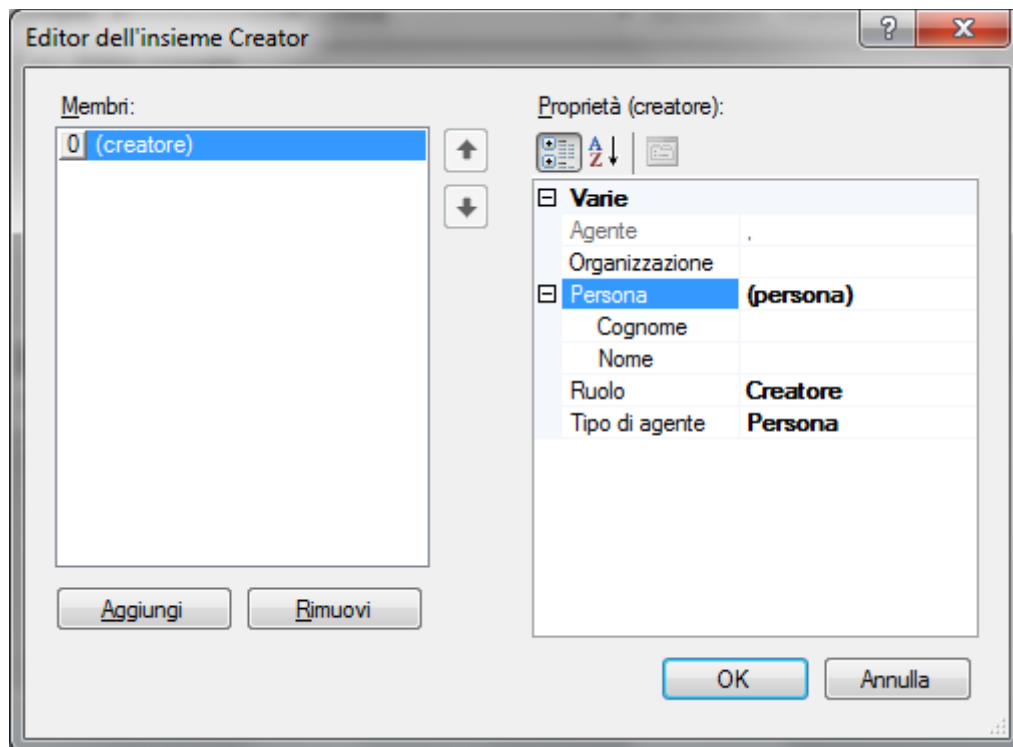 Editor dell'insieme Creator
Membri:
0 (creatore)
Proprietà (creatore):
Varie
Agente ,
Organizzazione
Persona (persona)
Cognome
Nome
Ruolo Creatore
Tipo di agente Persona
Aggiungi Rimuovi
OK Annulla